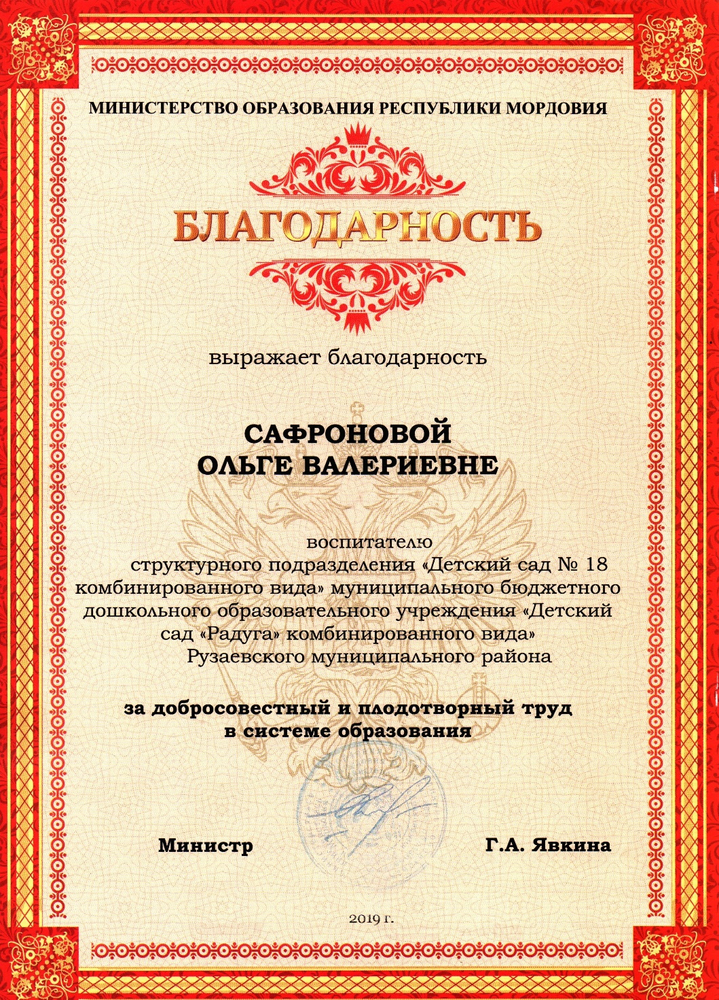 МИНИСТЕРСТВО ОБРАЗОВАНИЯ РЕСПУБЛИКИ МОРДОВИЯ
БЛАГОДАРНОСТЬ
выражает благодарность
САФРОНОВОЙ
ОЛЬГЕ ВАЛЕРИЕВНЕ
воспитателю
структурного подразделения «Детский сад № 18
комбинированного вида» муниципального бюджетного
дошкольного образовательного учреждения «Детский
сад «Радуга» комбинированного вида»
Рузаевского муниципального района
за добросовестный и плодотворный труд
в системе образования
Министр Г.А. Явкина
2019 г.